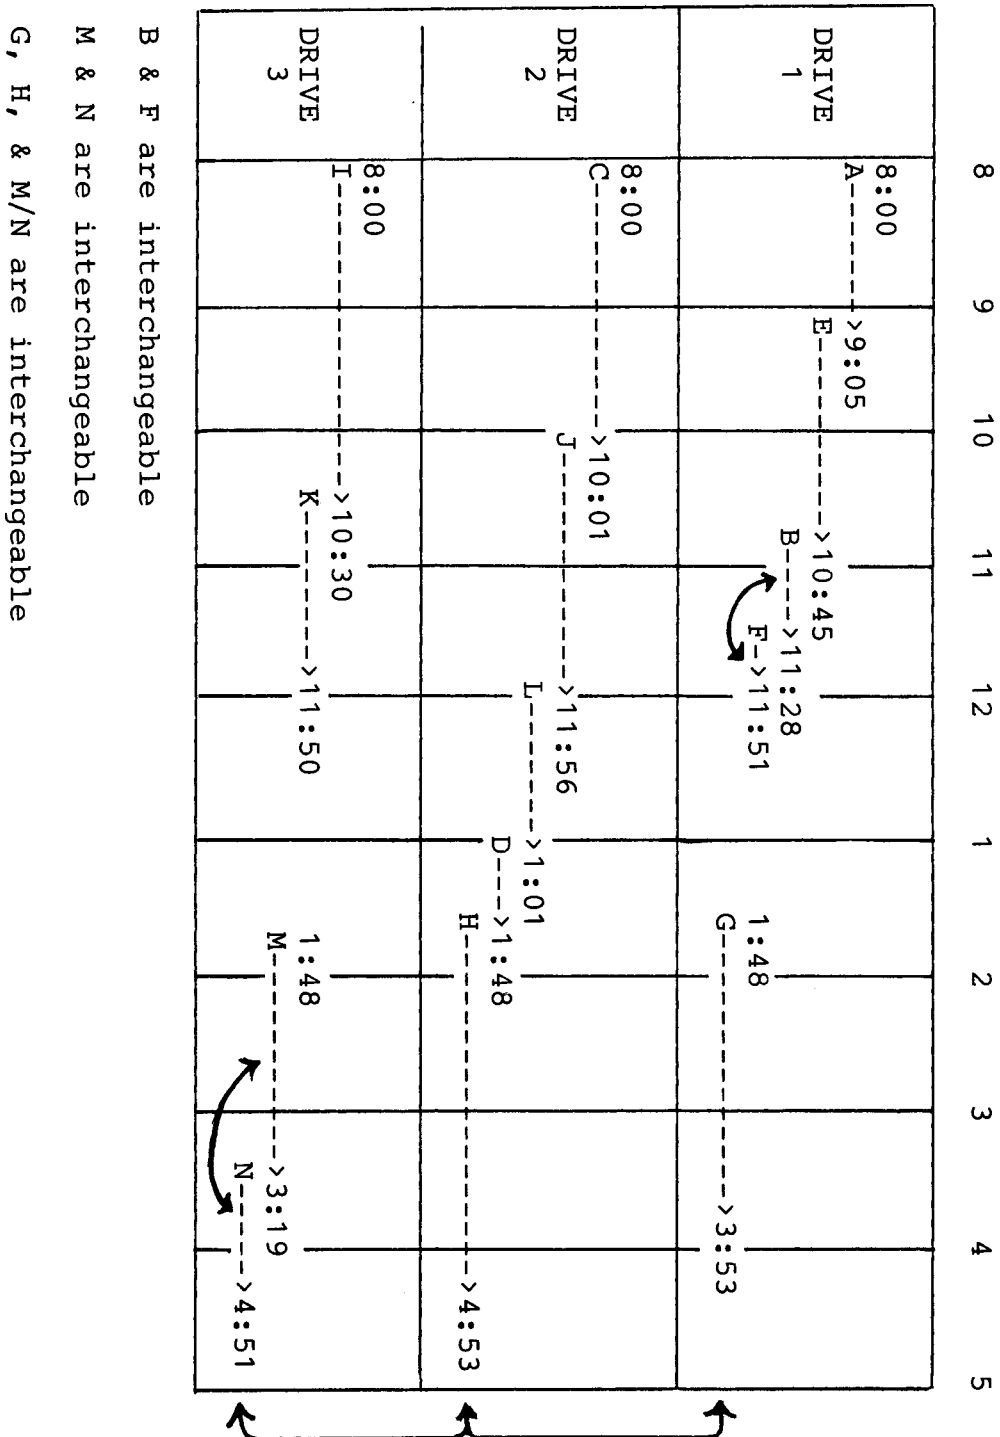 8 9 10 11 12 1 2 3 4 5
DRIVE
1
8:00
A-------->9:05
E------------->10:45
B----->11:28
F->11:51
1:48
G------------------->3:53
DRIVE
2
8:00
C----------------->10:01
J---------------->11:56
L--------->1:01
D--->1:48
H------------------------>4:53
DRIVE
3
8:00
I-------------------->10:30
K---------->11:50
1:48
M-------------->3:19
N------>4:51
B & F are interchangeable
M & N are interchangeable
G, H, & M/N are interchangeable